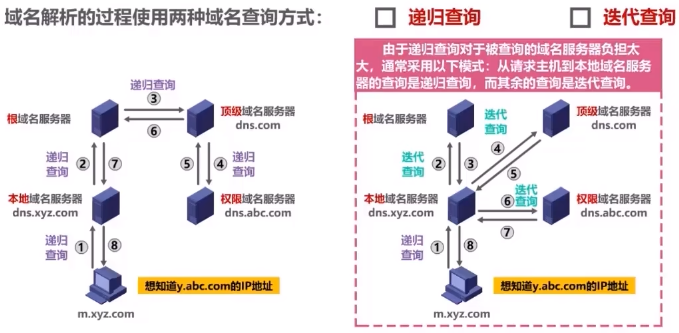 域名解析的过程使用两种域名查询方式： 递归查询 迭代查询
递归
查询
③
⑥
根域名服务器
顶级域名服务器
dns.com
递归
查询
②
⑦
⑤
④
递归
查询
本地域名服务器
dns.xyz.com
权限域名服务器
dns.abc.com
递归
查询
①
⑧
想知道y.abc.com的IP地址
m.xyz.com
由于递归查询对于被查询的域名服务器负担太
大，通常采用以下模式：从请求主机到本地域名服务
器的查询是递归查询，而其余的查询是迭代查询。
根域名服务器
迭代
查询
顶级域名服务器
dns.com
迭代
查询
②
③
④
⑤
本地域名服务器
dns.xyz.com
⑥
迭代
查询
⑦
权限域名服务器
dns.abc.com
递归
查询
①
⑧
想知道y.abc.com的IP地址
m.xyz.com